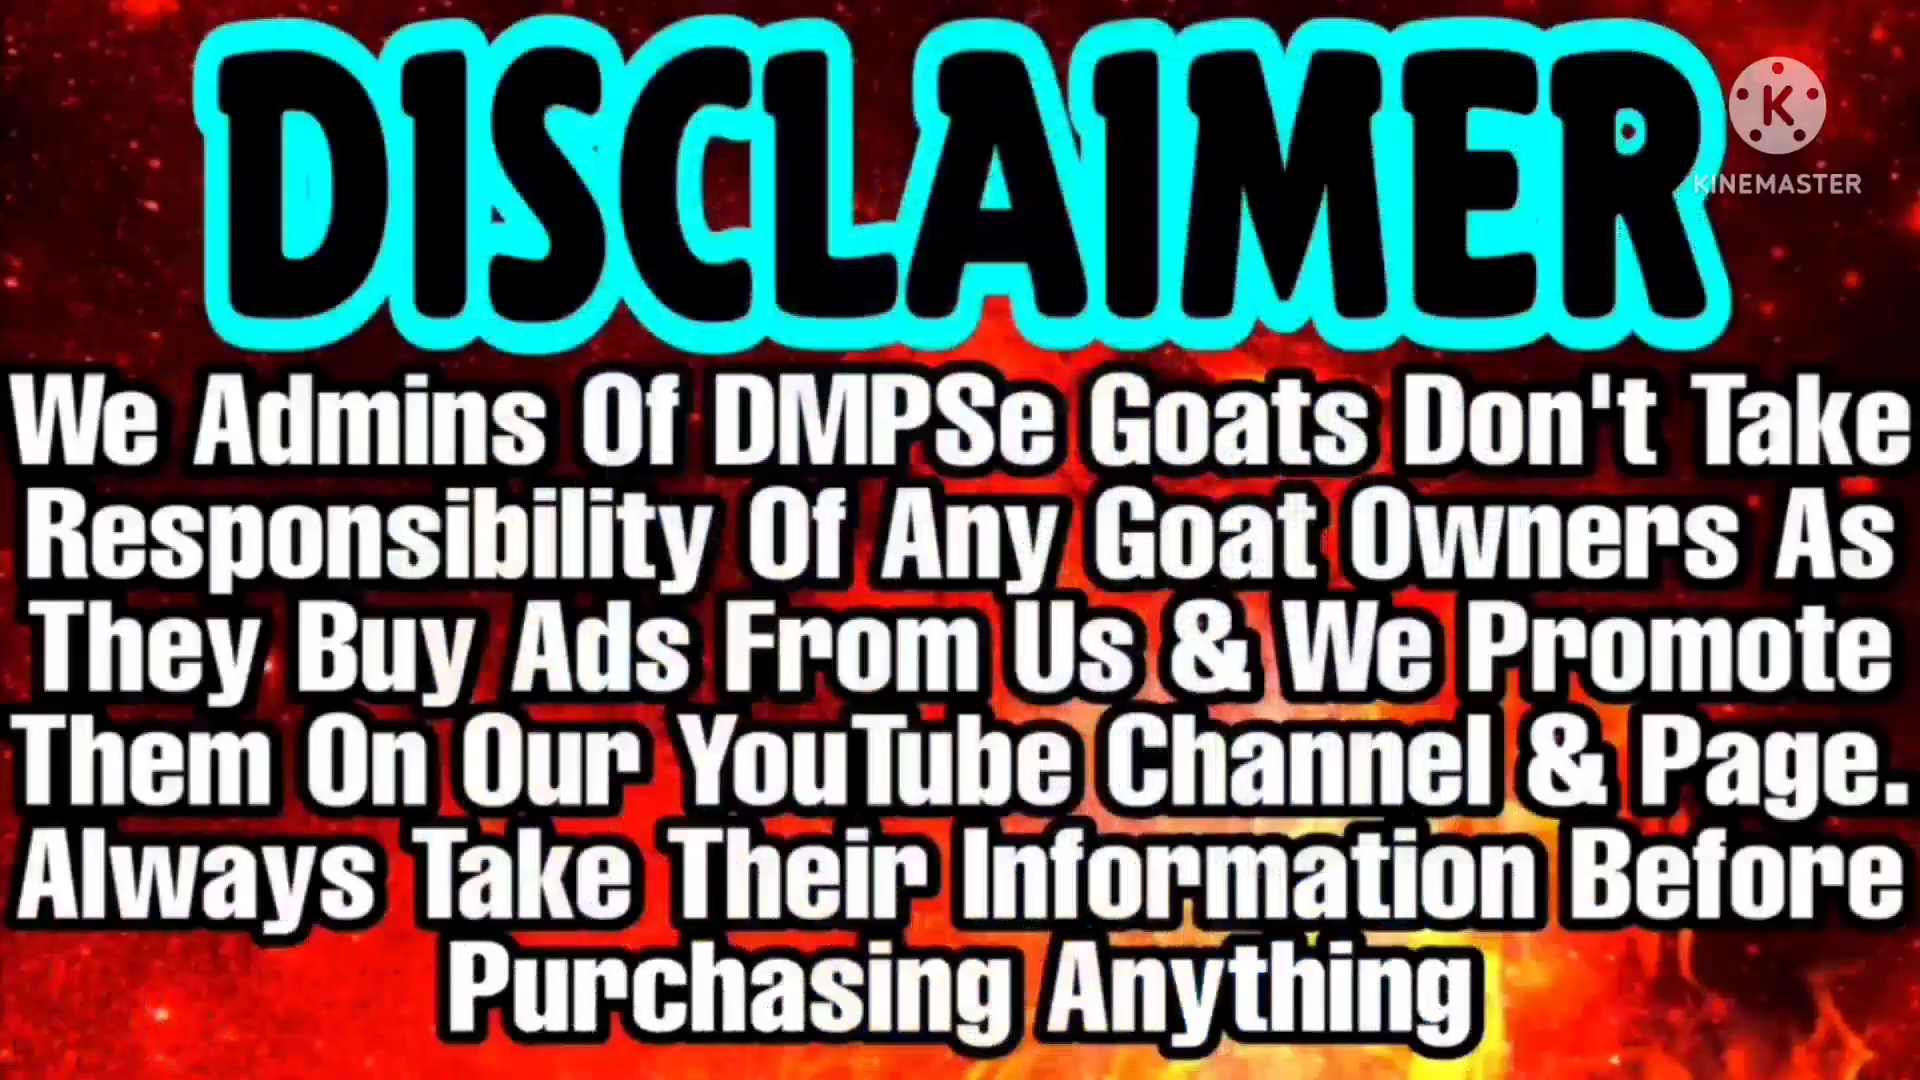 DISCLAIMER
K
KINEMASTER
We Admins Of DMPSe Goats Don't Take
Responsibility Of Any Goat Owners As
They Buy Ads From Us & We Promote
Them On Our YouTube Channel & Page.
Always Take Their Information Before
Purchasing Anything